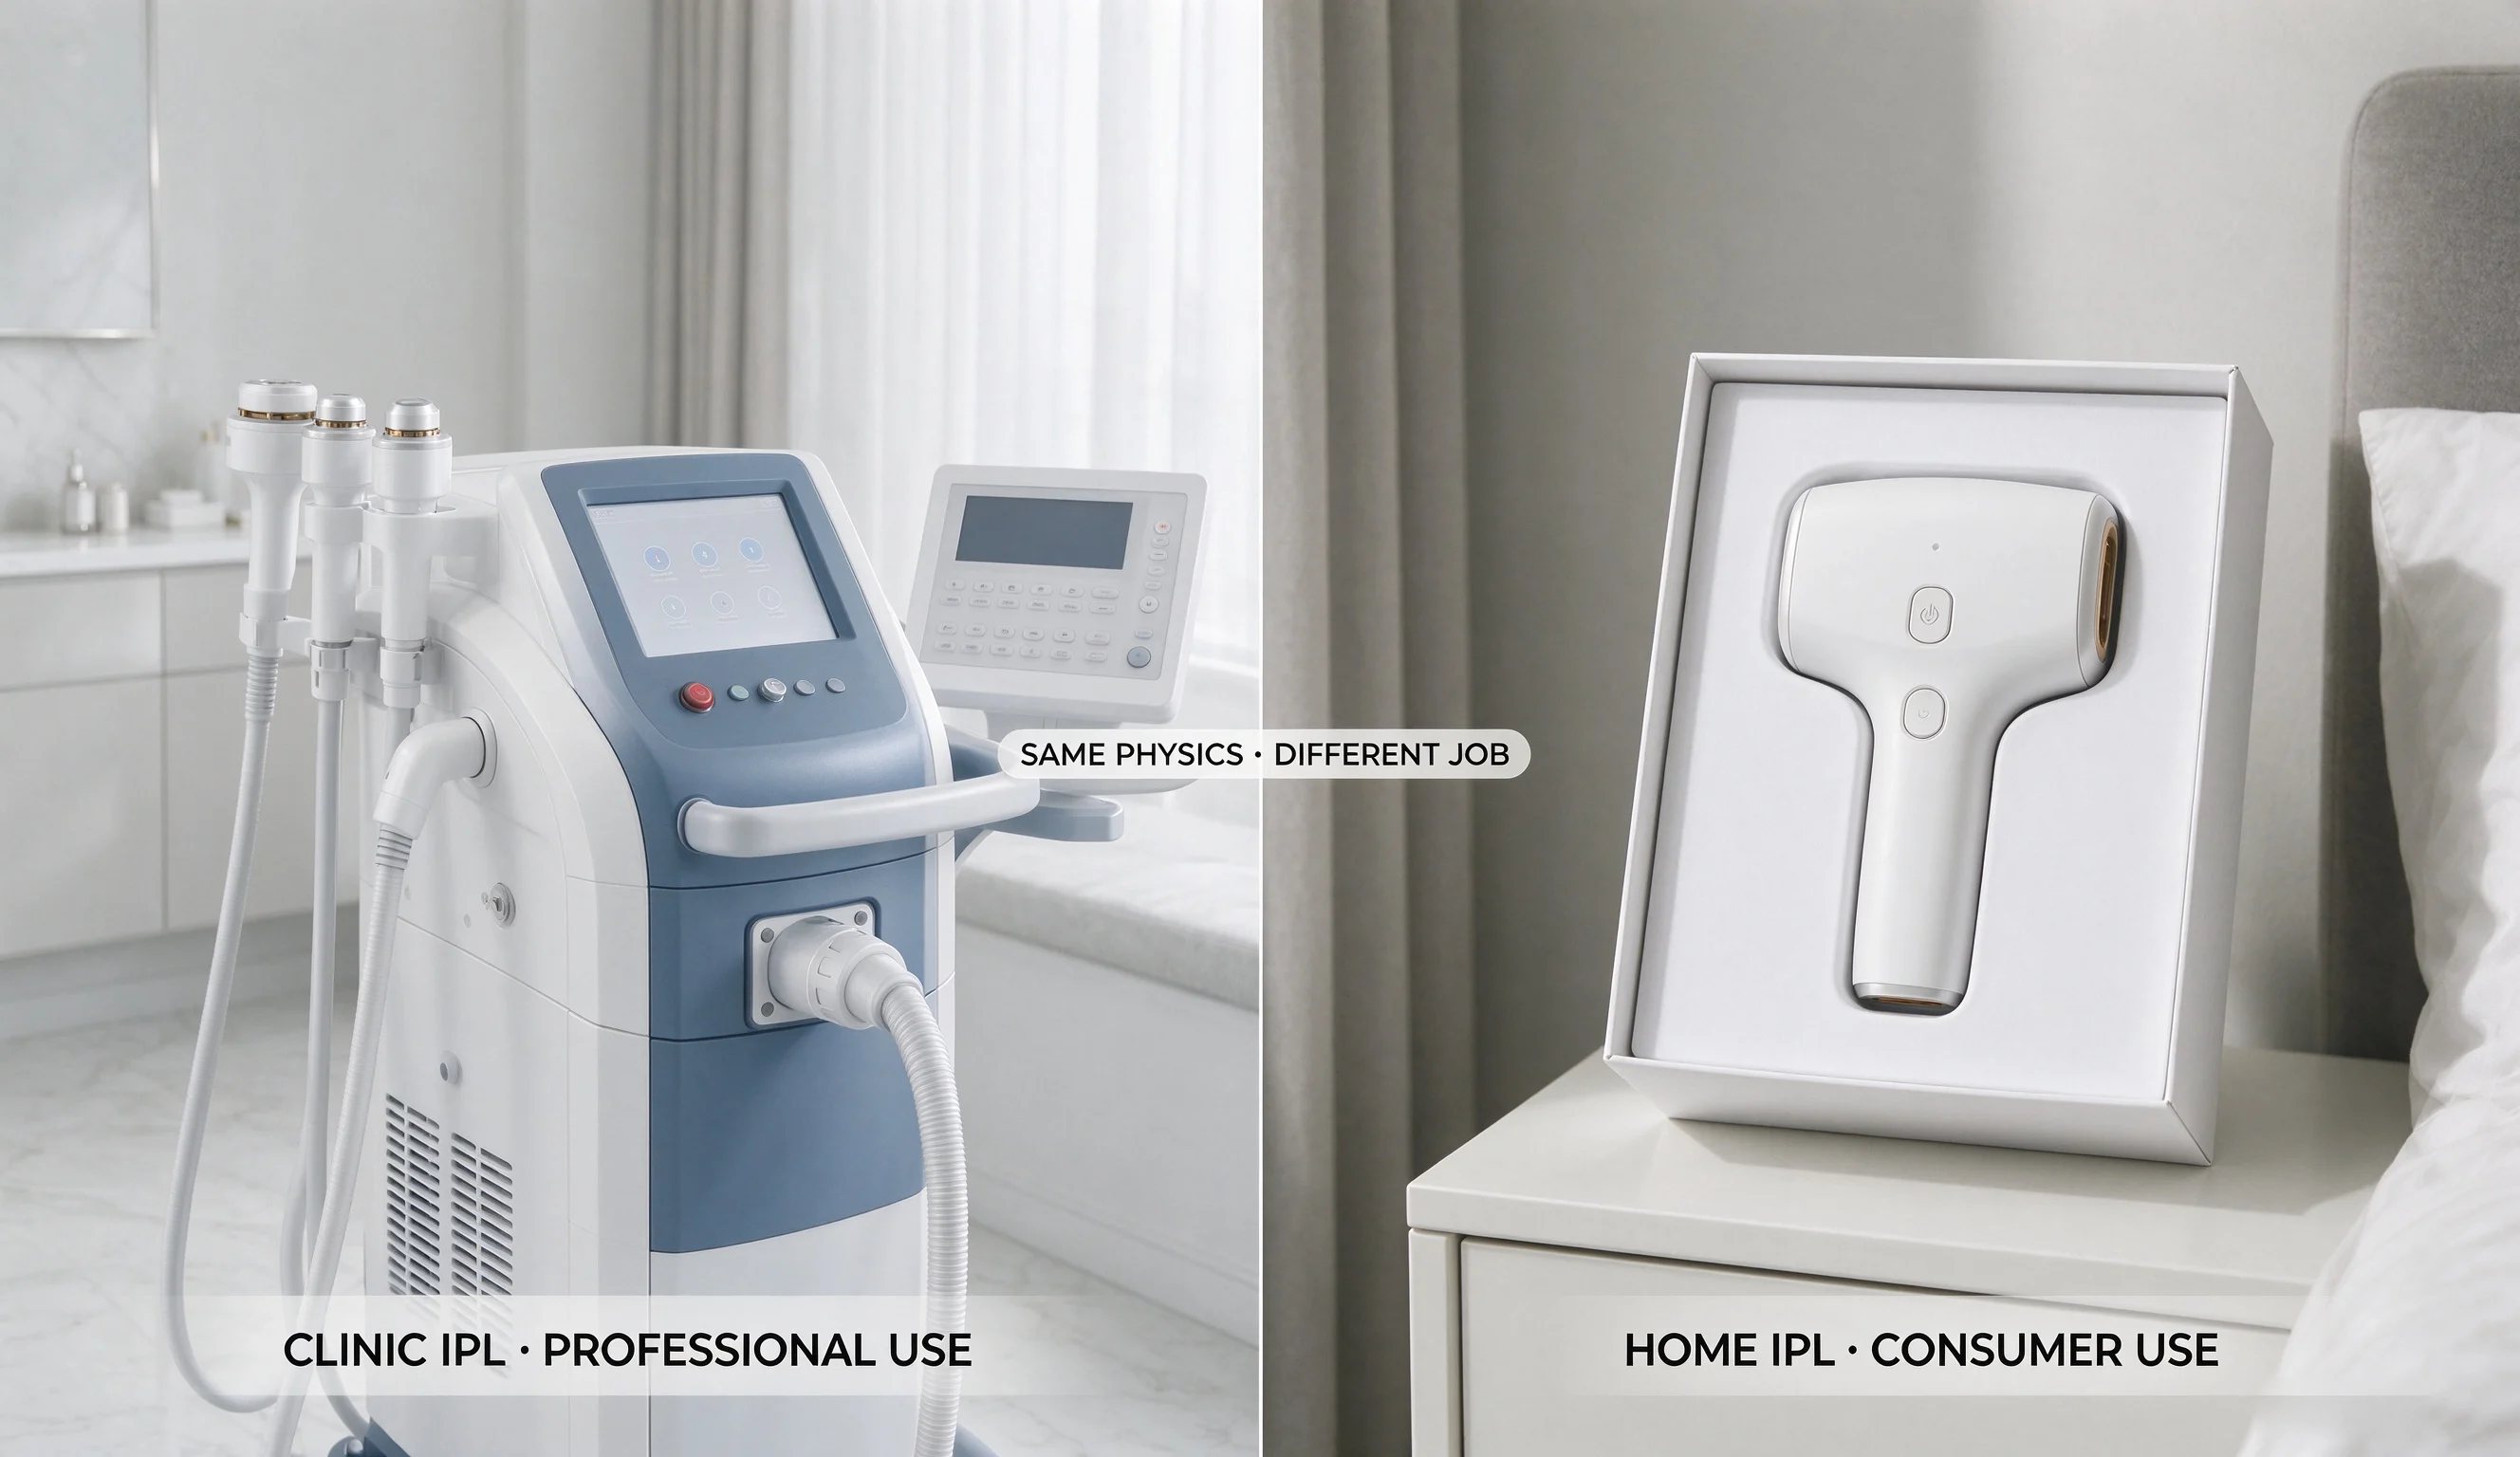 SAME PHYSICS · DIFFERENT JOB
CLINIC IPL · PROFESSIONAL USE
HOME IPL · CONSUMER USE